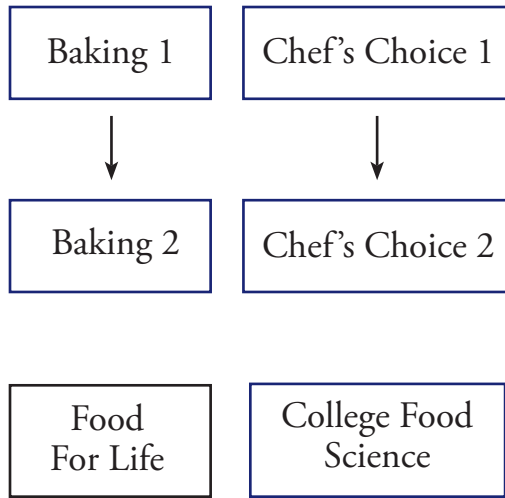 Baking 1
Chef’s Choice 1
Baking 2
Chef’s Choice 2
Food
For Life
College Food
Science